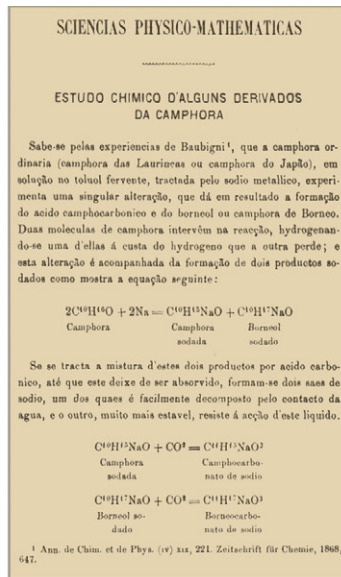 SCIENCIAS PHYSICO-MATHEMATICAS
ESTUDO CHIMICO D'ALGUNS DERIVADOS
DA CAMPHORA
Sabe-se pelas experiencias de Baubigni¹, que a camphora or-
dinaria (camphora das Laurineas ou camphora do Japão), em
solução no toluol fervente, tractada pelo sodio metallico, experi-
menta uma singular alteração, que dá em resultado a formação
do acido camphocarbonico e do borneol ou camphora de Borneo.
Duas moleculas de camphora intervêm na reacção, hydrogenan-
do-se uma d'ellas á custa do hydrogeno que a outra perde; e
esta alteração é acompanhada da formação de dois productos so-
dados como mostra a equação seguinte:
2C¹⁰H¹⁶O + 2Na = C¹⁰H¹⁵NaO + C¹⁰H¹⁷NaO
Camphora Camphora Borneol
sodada sodado
Se se tracta a mistura d'estes dois productos por acido carbo-
nico, até que este deixe de ser absorvido, formam-se dois saes de
sodio, um dos quaes é facilmente decomposto pelo contacto da
agua, e o outro, muito mais estavel, resiste á acção d'este liquido.
C¹⁰H¹⁵NaO + CO² = C¹¹H¹⁵NaO³
Camphora Camphocarbo-
sodada nato de sodio
C¹⁰H¹⁷NaO + CO² = C¹¹H¹⁷NaO³
Borneol so- Borneocarbo-
dado nato de sodio
¹ Ann. de Chim. et de Phys. (IV) XIX, 221. Zeitschrift für Chemie, 1868,
647.